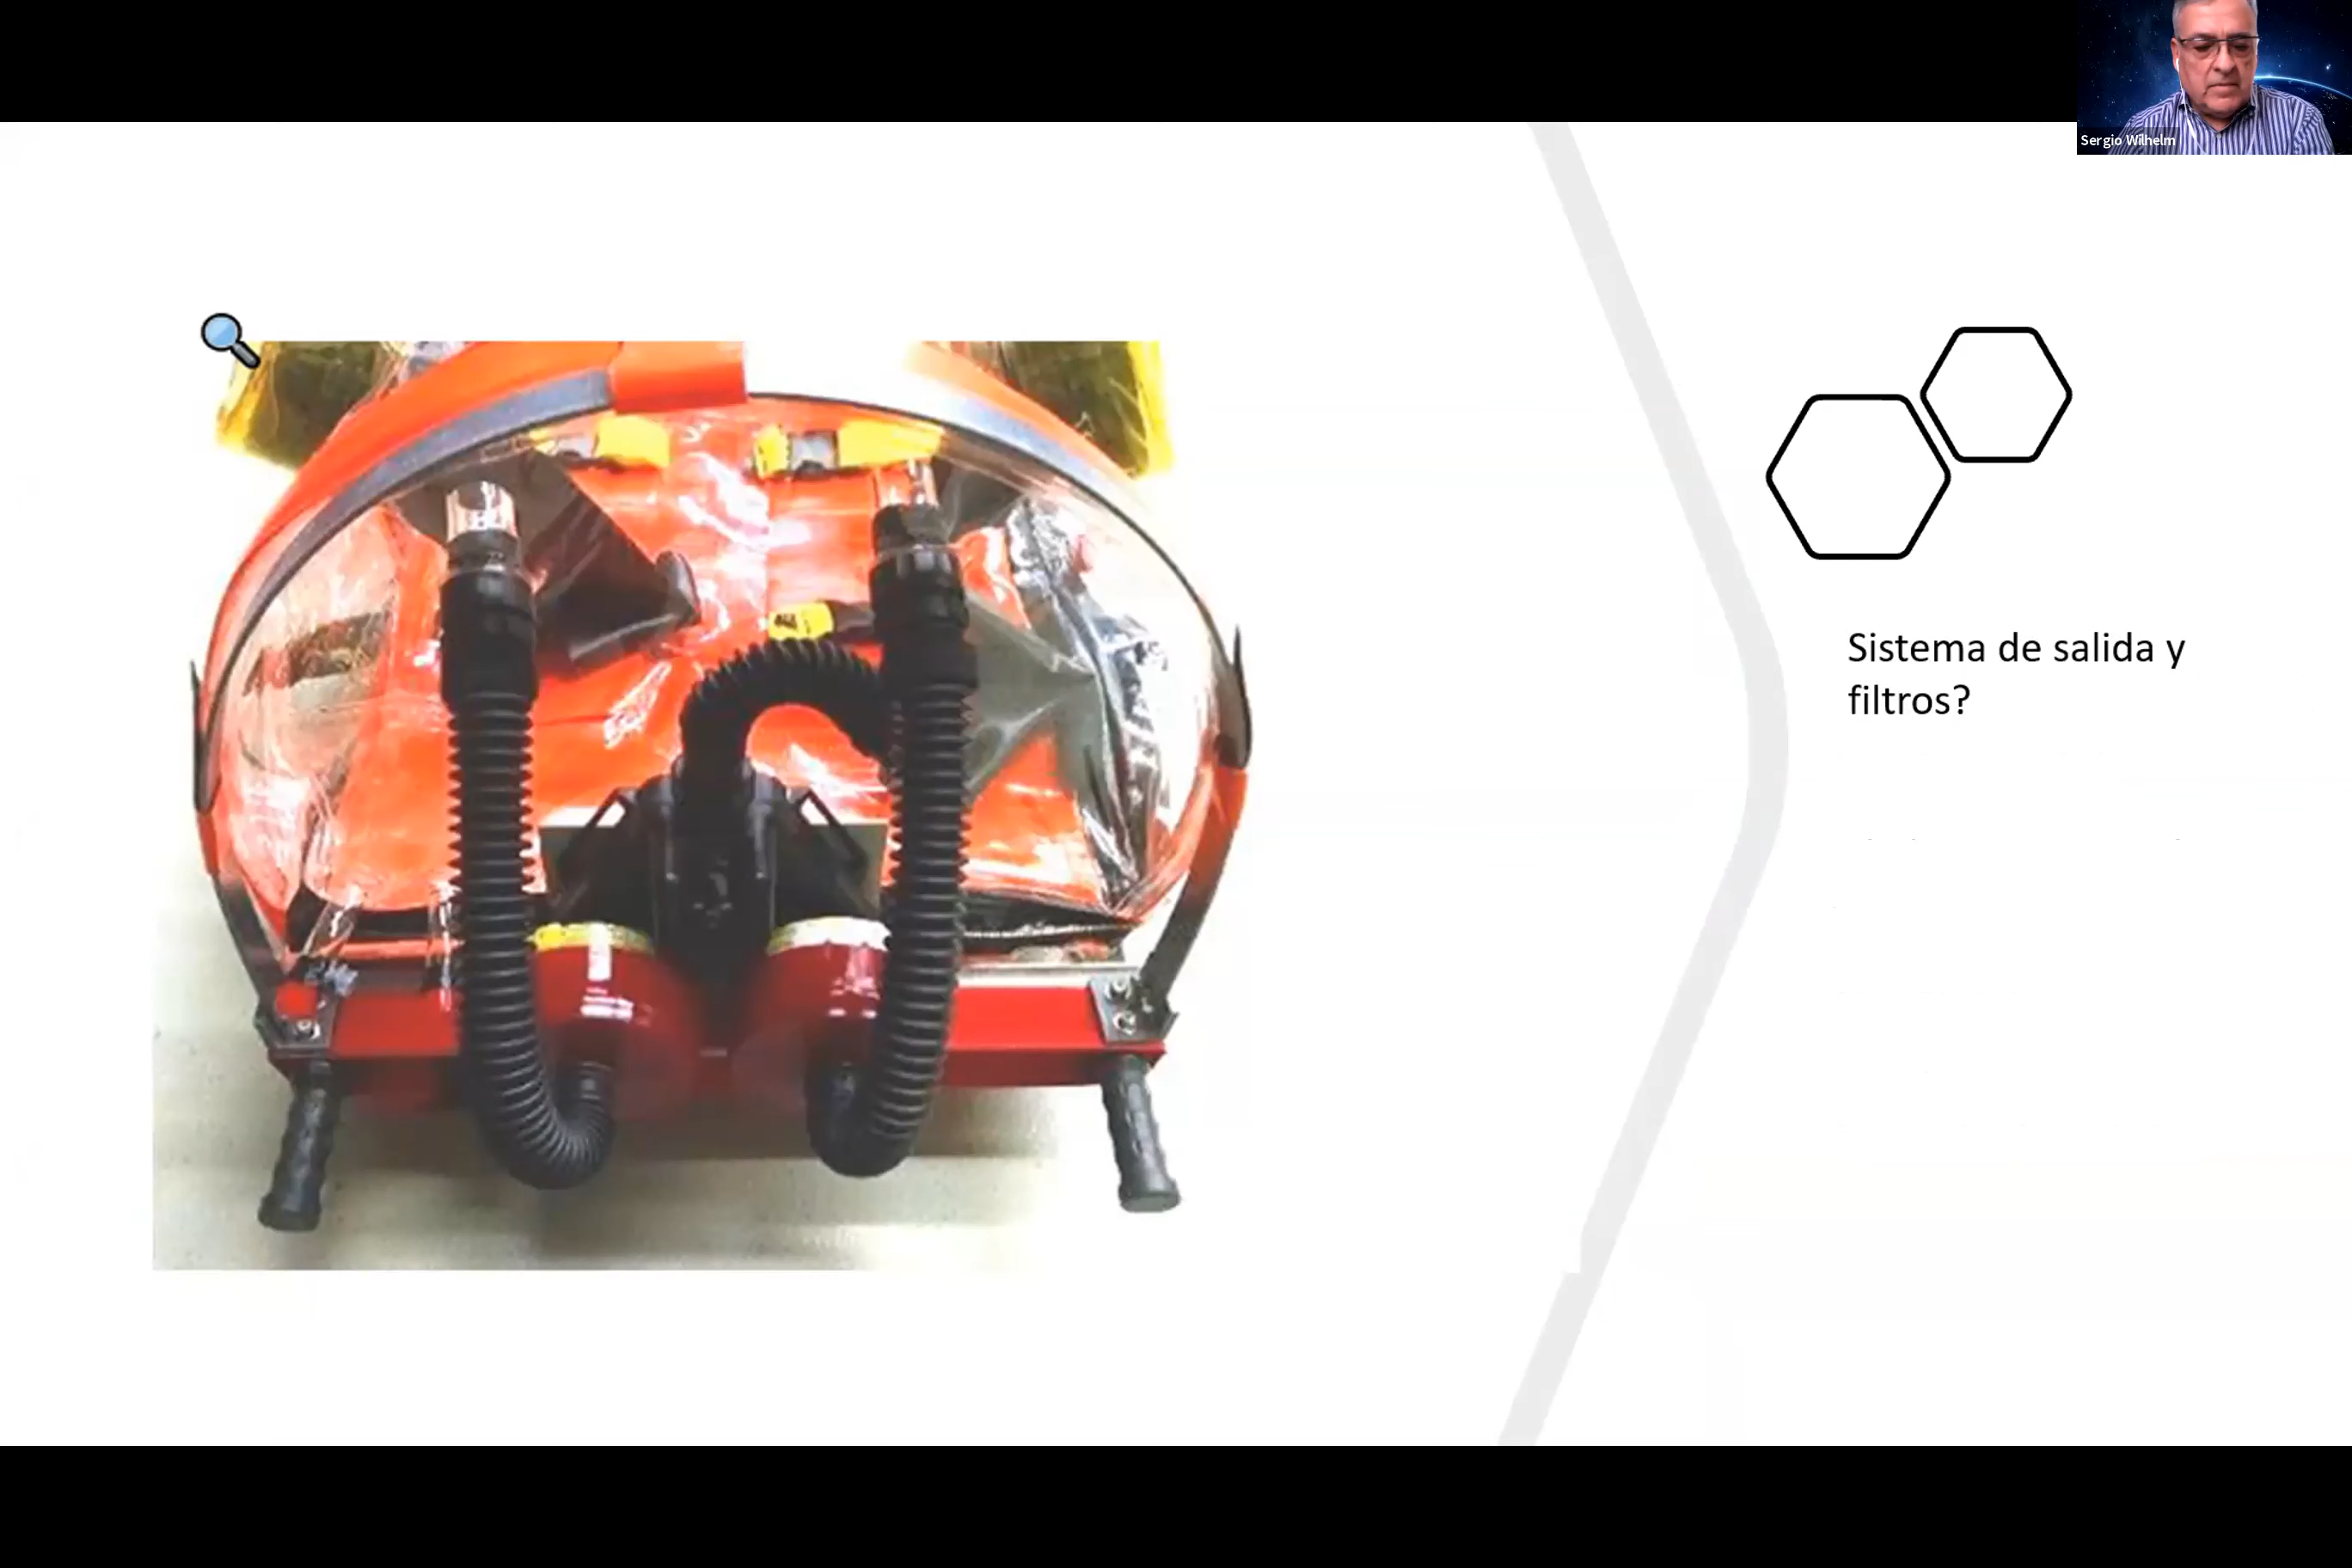 Sergio Wilhelm
Sistema de salida y
filtros?